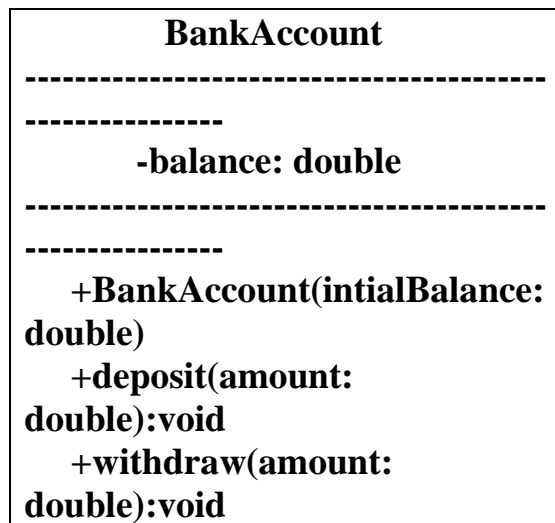 BankAccount
------------------------------------------
----------------
-balance: double
------------------------------------------
----------------
+BankAccount(intialBalance:
double)
+deposit(amount:
double):void
+withdraw(amount:
double):void